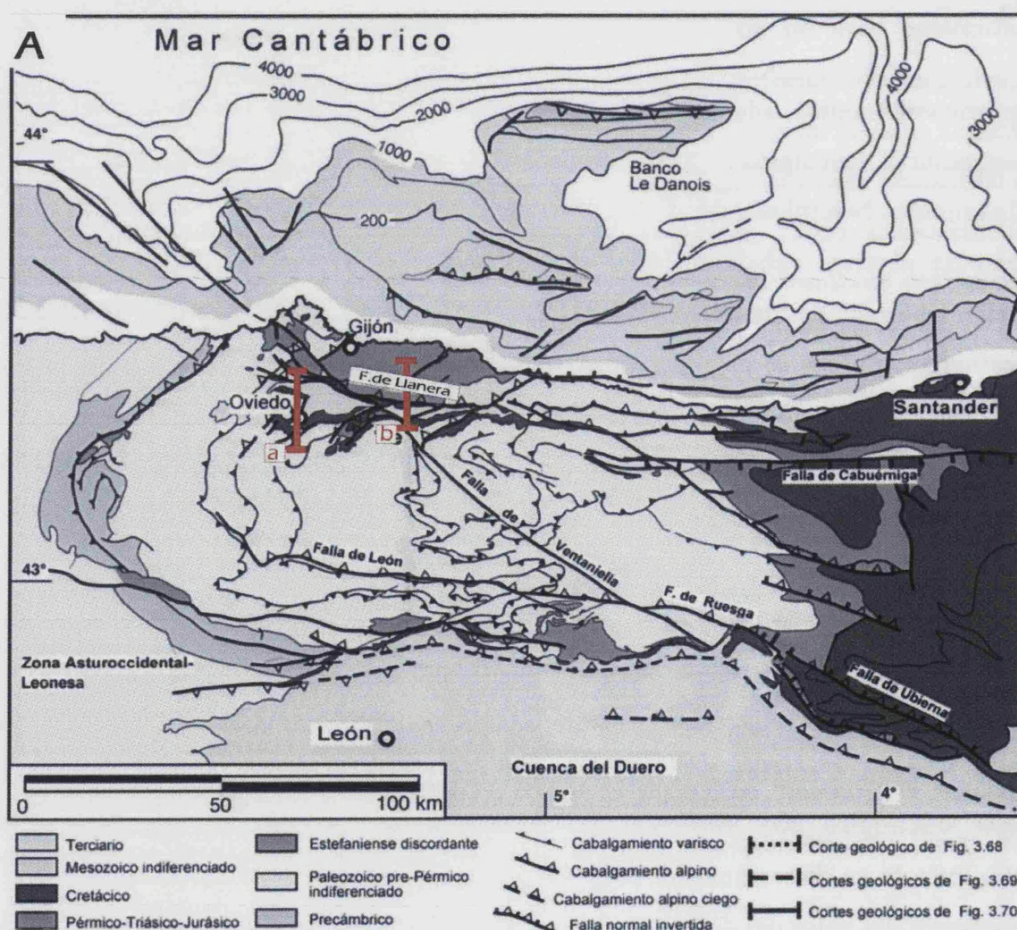 A
Mar Cantábrico
4000
3000
2000
1000
200
4000
3000
44°
Banco
Le Danois
Gijón
F. de Llanera
Oviedo
a
b
Santander
Falla de Cabuérniga
Falla de Ventaniella
Falla de León
43°
F. de Ruesga
Zona Asturoccidental-
Leonesa
Falla de Ubierna
León
Cuenca del Duero
0 50 100 km
5°
4°
Terciario
Mesozoico indiferenciado
Cretácico
Pérmico-Triásico-Jurásico
Estefaniense discordante
Paleozoico pre-Pérmico
indiferenciado
Precámbrico
Cabalgamiento varisco
Cabalgamiento alpino
Cabalgamiento alpino ciego
Falla normal invertida
Corte geológico de Fig. 3.68
Cortes geológicos de Fig. 3.69
Cortes geológicos de Fig. 3.70